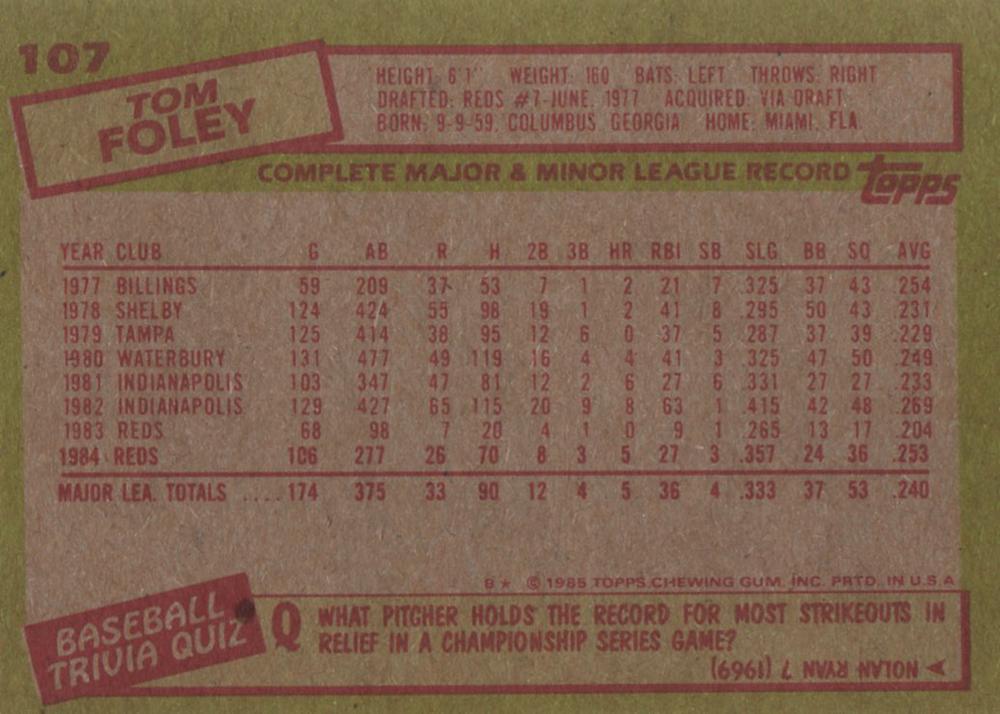 107
TOM
FOLEY
HEIGHT: 6'1" WEIGHT: 160 BATS: LEFT THROWS: RIGHT
DRAFTED: REDS #7-JUNE, 1977 ACQUIRED: VIA DRAFT
BORN: 9-9-59, COLUMBUS, GEORGIA HOME: MIAMI, FLA.
COMPLETE MAJOR & MINOR LEAGUE RECORD topps
YEAR CLUB G AB R H 2B 3B HR RBI SB SLG BB SO AVG
1977 BILLINGS 59 209 37 53 7 1 2 21 7 .325 37 43 .254
1978 SHELBY 124 424 55 98 19 1 2 41 8 .295 50 43 .231
1979 TAMPA 125 414 38 95 12 6 0 37 5 .287 37 39 .229
1980 WATERBURY 131 477 49 119 16 4 4 41 3 .325 47 50 .249
1981 INDIANAPOLIS 103 347 47 81 12 2 6 27 6 .331 27 27 .233
1982 INDIANAPOLIS 129 427 65 115 20 9 8 63 1 .415 42 48 .269
1983 REDS 68 98 7 20 4 1 0 9 1 .265 13 17 .204
1984 REDS 106 277 26 70 8 3 5 27 3 .357 24 36 .253
MAJOR LEA. TOTALS .... 174 375 33 90 12 4 5 36 4 .333 37 53 .240
B* © 1985 TOPPS CHEWING GUM, INC. PRTD. IN U.S.A.
BASEBALL
TRIVIA QUIZ
Q WHAT PITCHER HOLDS THE RECORD FOR MOST STRIKEOUTS IN
RELIEF IN A CHAMPIONSHIP SERIES GAME?
A NOLAN RYAN 7 (1969)